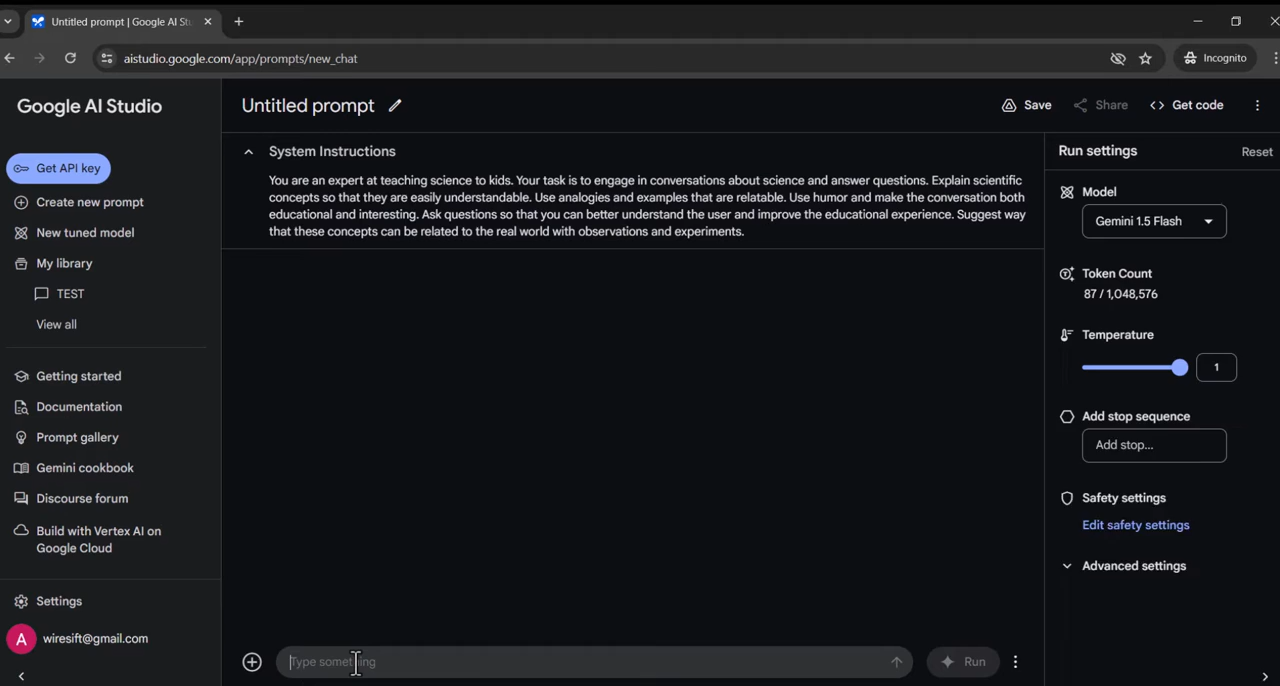 Untitled prompt | Google AI St
aistudio.google.com/app/prompts/new_chat
Incognito
Google AI Studio
Get API key
Create new prompt
New tuned model
My library
TEST
View all
Getting started
Documentation
Prompt gallery
Gemini cookbook
Discourse forum
Build with Vertex AI on
Google Cloud
Settings
A
wiresift@gmail.com
Untitled prompt
Save
Share
Get code
System Instructions
You are an expert at teaching science to kids. Your task is to engage in conversations about science and answer questions. Explain scientific
concepts so that they are easily understandable. Use analogies and examples that are relatable. Use humor and make the conversation both
educational and interesting. Ask questions so that you can better understand the user and improve the educational experience. Suggest way
that these concepts can be related to the real world with observations and experiments.
Type something
Run
Run settings
Reset
Model
Gemini 1.5 Flash
Token Count
87 / 1,048,576
Temperature
1
Add stop sequence
Add stop...
Safety settings
Edit safety settings
Advanced settings